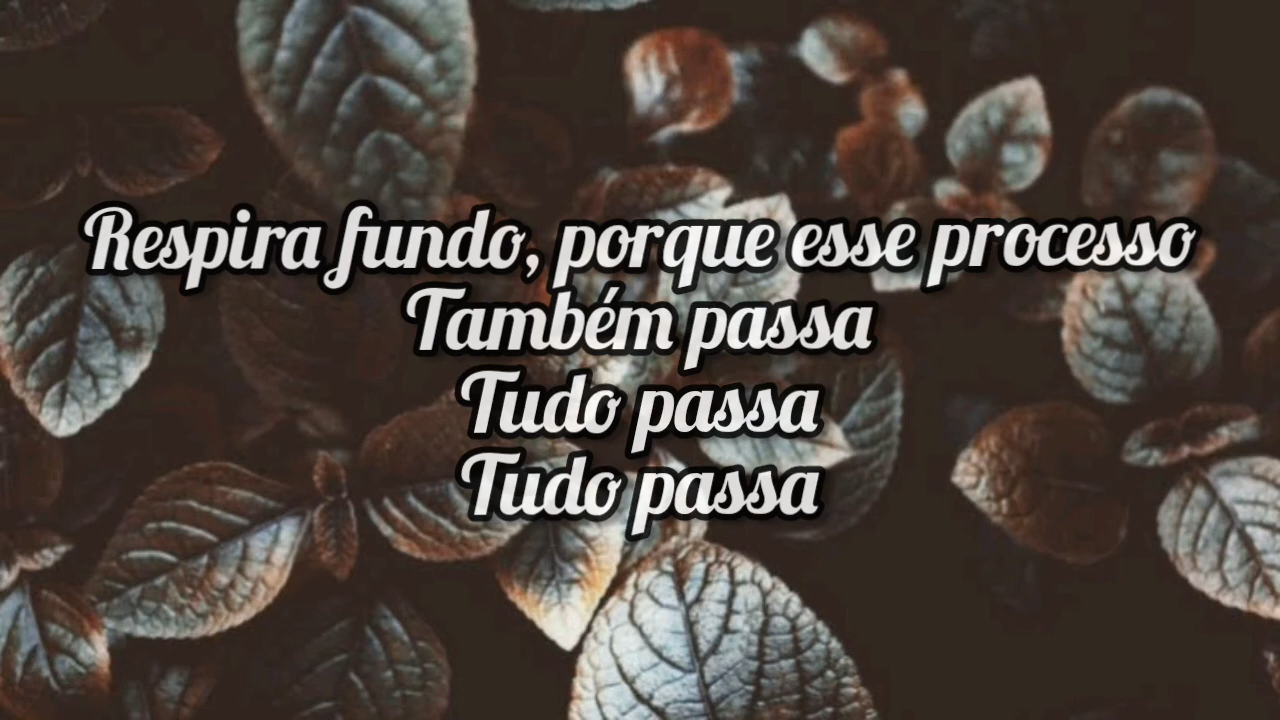 Respira fundo, porque esse processo
Também passa
Tudo passa
Tudo passa